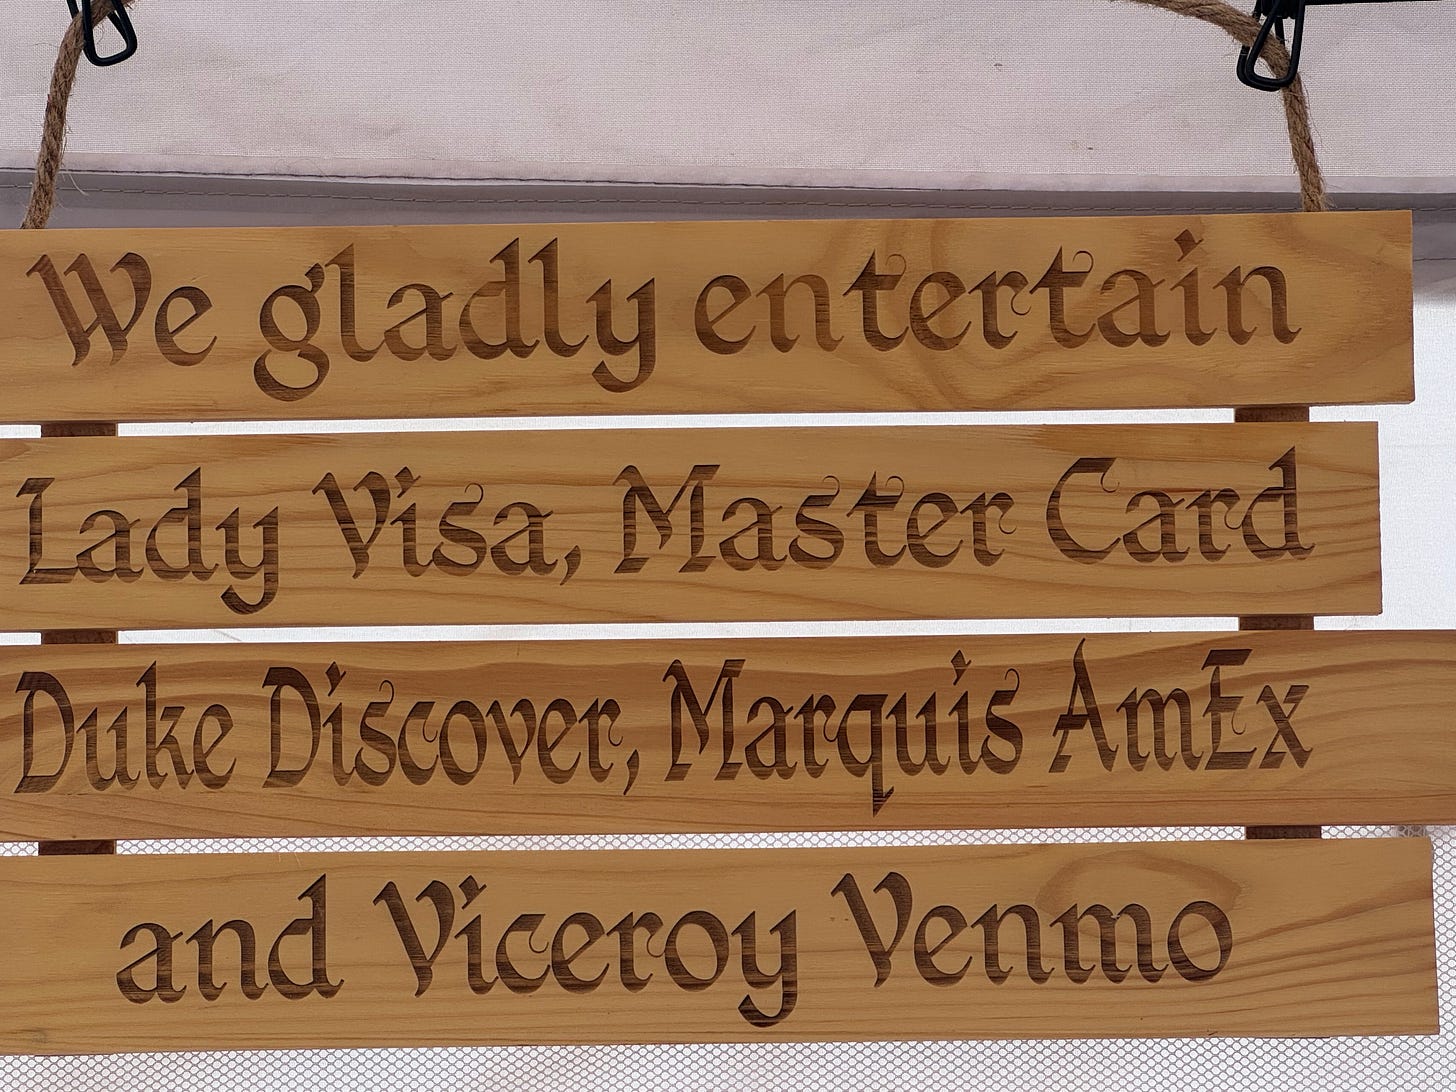 We gladly entertain
Lady Visa, Master Card
Duke Discover, Marquis AmEx
and Viceroy Venmo